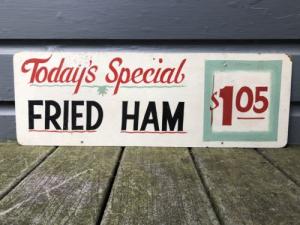 Today's Special
FRIED HAM
$1.05